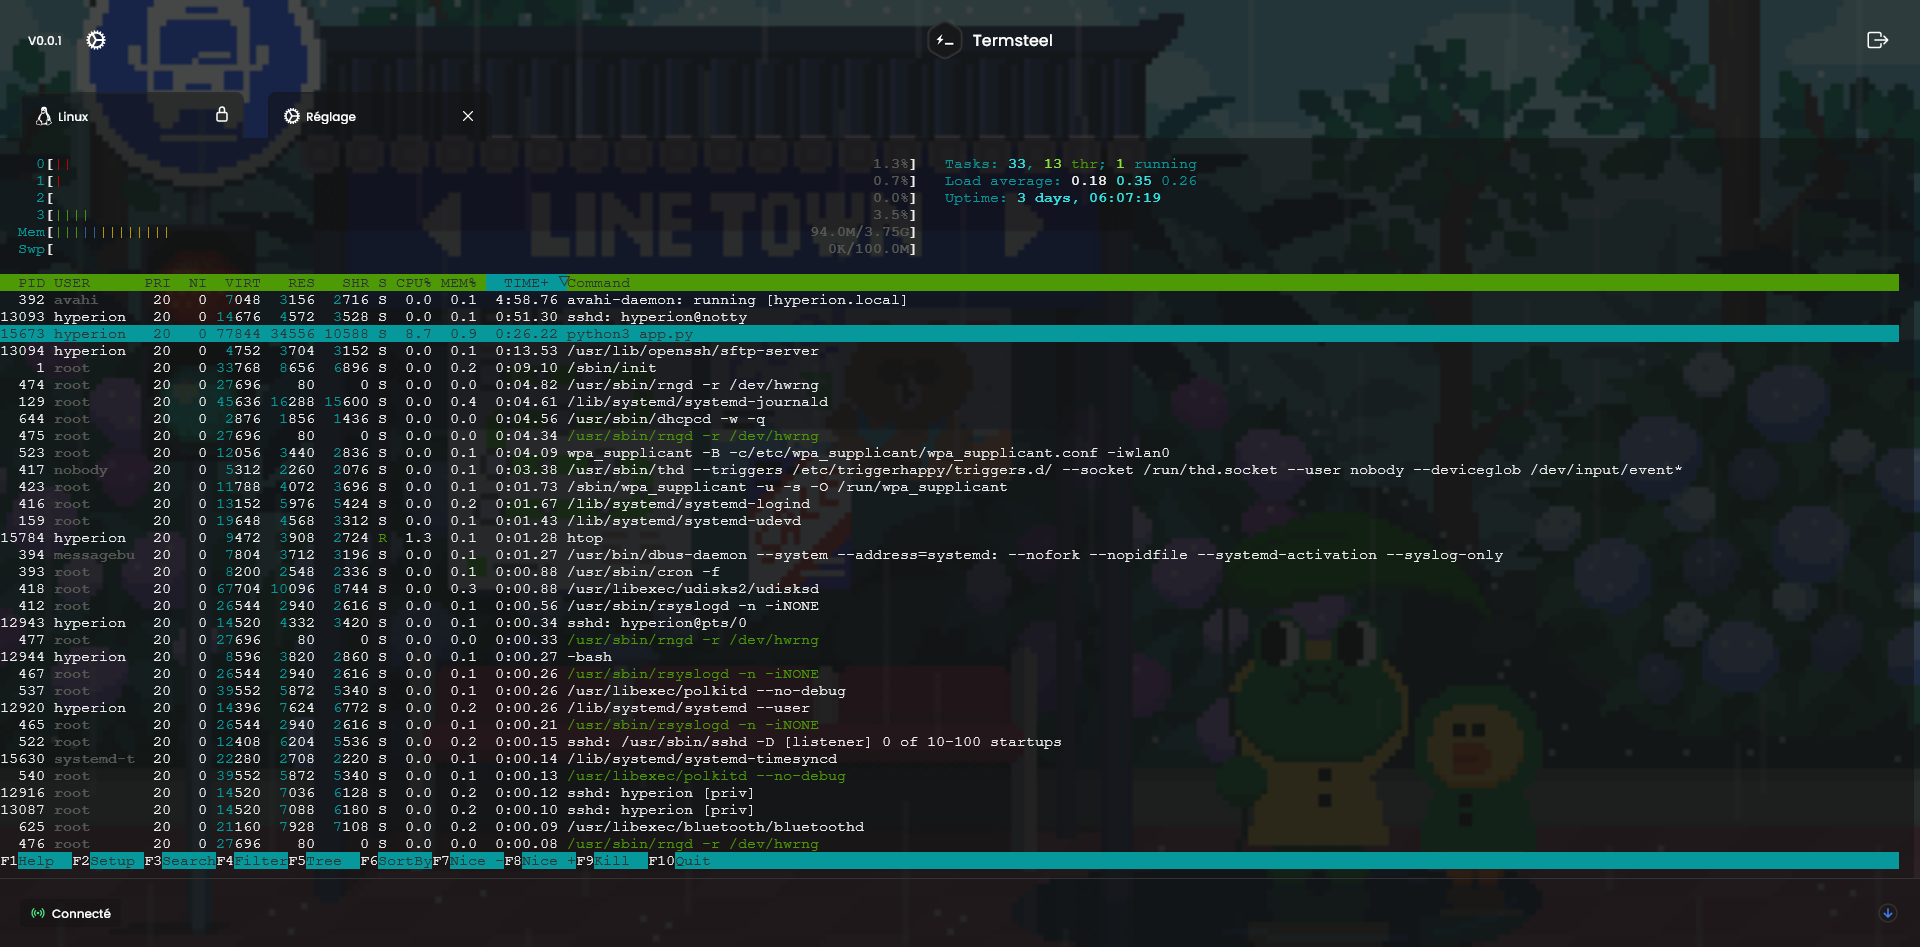 V0.0.1
Termsteel
Linux
Réglage
0[|| 1.3%]
1[| 0.7%]
2[ 0.0%]
3[|||| 3.5%]
Mem[||||||||||||| 94.0M/3.75G]
Swp[ 0K/100.0M]
Tasks: 33, 13 thr; 1 running
Load average: 0.18 0.35 0.26
Uptime: 3 days, 06:07:19
LINE TOW
PID USER PRI NI VIRT RES SHR S CPU% MEM% TIME+ ▽Command
392 avahi 20 0 7048 3156 2716 S 0.0 0.1 4:58.76 avahi-daemon: running [hyperion.local]
13093 hyperion 20 0 14676 4572 3528 S 0.0 0.1 0:51.30 sshd: hyperion@notty
15673 hyperion 20 0 77844 34556 10588 S 8.7 0.9 0:26.22 python3 app.py
13094 hyperion 20 0 4752 3704 3152 S 0.0 0.1 0:13.53 /usr/lib/openssh/sftp-server
1 root 20 0 33768 8656 6896 S 0.0 0.2 0:09.10 /sbin/init
474 root 20 0 27696 80 0 S 0.0 0.0 0:04.82 /usr/sbin/rngd -r /dev/hwrng
129 root 20 0 45636 16288 15600 S 0.0 0.4 0:04.61 /lib/systemd/systemd-journald
644 root 20 0 2876 1856 1436 S 0.0 0.0 0:04.56 /usr/sbin/dhcpcd -w -q
475 root 20 0 27696 80 0 S 0.0 0.0 0:04.34 /usr/sbin/rngd -r /dev/hwrng
523 root 20 0 12056 3440 2836 S 0.0 0.1 0:04.09 wpa_supplicant -B -c/etc/wpa_supplicant/wpa_supplicant.conf -iwlan0
417 nobody 20 0 5312 2260 2076 S 0.0 0.1 0:03.38 /usr/sbin/thd --triggers /etc/triggerhappy/triggers.d/ --socket /run/thd.socket --user nobody --deviceglob /dev/input/event*
423 root 20 0 11788 4072 3696 S 0.0 0.1 0:01.73 /sbin/wpa_supplicant -u -s -O /run/wpa_supplicant
416 root 20 0 13152 5976 5424 S 0.0 0.2 0:01.67 /lib/systemd/systemd-logind
159 root 20 0 19648 4568 3312 S 0.0 0.1 0:01.43 /lib/systemd/systemd-udevd
15784 hyperion 20 0 9472 3908 2724 R 1.3 0.1 0:01.28 htop
394 messagebu 20 0 7804 3712 3196 S 0.0 0.1 0:01.27 /usr/bin/dbus-daemon --system --address=systemd: --nofork --nopidfile --systemd-activation --syslog-only
393 root 20 0 8200 2548 2336 S 0.0 0.1 0:00.88 /usr/sbin/cron -f
418 root 20 0 67704 10096 8744 S 0.0 0.3 0:00.88 /usr/libexec/udisks2/udisksd
412 root 20 0 26544 2940 2616 S 0.0 0.1 0:00.56 /usr/sbin/rsyslogd -n -iNONE
12943 hyperion 20 0 14520 4332 3420 S 0.0 0.1 0:00.34 sshd: hyperion@pts/0
477 root 20 0 27696 80 0 S 0.0 0.0 0:00.33 /usr/sbin/rngd -r /dev/hwrng
12944 hyperion 20 0 8596 3820 2860 S 0.0 0.1 0:00.27 -bash
467 root 20 0 26544 2940 2616 S 0.0 0.1 0:00.26 /usr/sbin/rsyslogd -n -iNONE
537 root 20 0 39552 5872 5340 S 0.0 0.1 0:00.26 /usr/libexec/polkitd --no-debug
12920 hyperion 20 0 14396 7624 6772 S 0.0 0.2 0:00.26 /lib/systemd/systemd --user
465 root 20 0 26544 2940 2616 S 0.0 0.1 0:00.21 /usr/sbin/rsyslogd -n -iNONE
522 root 20 0 12408 6204 5536 S 0.0 0.2 0:00.15 sshd: /usr/sbin/sshd -D [listener] 0 of 10-100 startups
15630 systemd-t 20 0 22280 2708 2220 S 0.0 0.1 0:00.14 /lib/systemd/systemd-timesyncd
540 root 20 0 39552 5872 5340 S 0.0 0.1 0:00.13 /usr/libexec/polkitd --no-debug
12916 root 20 0 14520 7036 6128 S 0.0 0.2 0:00.12 sshd: hyperion [priv]
13087 root 20 0 14520 7088 6180 S 0.0 0.2 0:00.10 sshd: hyperion [priv]
625 root 20 0 21160 7928 7108 S 0.0 0.2 0:00.09 /usr/libexec/bluetooth/bluetoothd
476 root 20 0 27696 80 0 S 0.0 0.0 0:00.08 /usr/sbin/rngd -r /dev/hwrng
F1Help F2Setup F3SearchF4FilterF5Tree F6SortByF7Nice -F8Nice +F9Kill F10Quit
Connecté